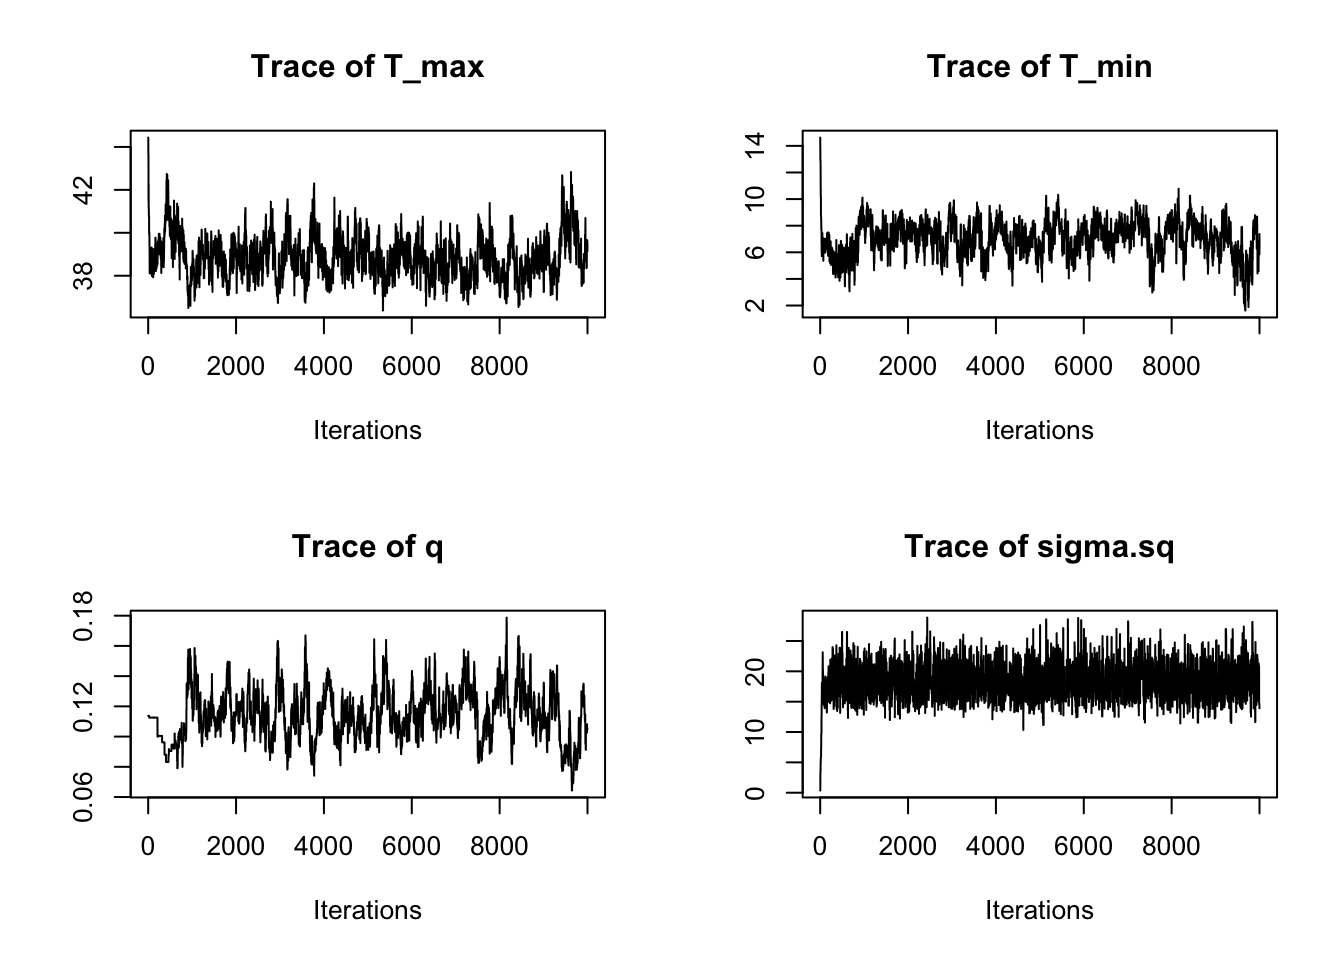 Trace of T_max
42
38
0 2000 4000 6000 8000
Iterations
Trace of T_min
14
10
6
2
0 2000 4000 6000 8000
Iterations
Trace of q
0.18
0.12
0.06
0 2000 4000 6000 8000
Iterations
Trace of sigma.sq
20
10
0
0 2000 4000 6000 8000
Iterations